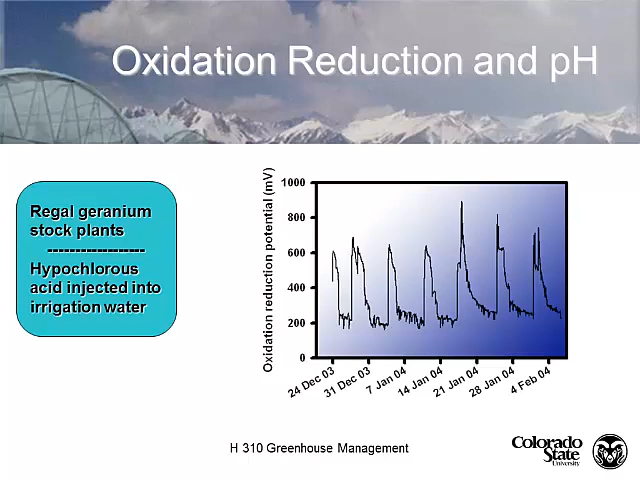 Oxidation Reduction and pH
Regal geranium
stock plants
-----------------
Hypochlorous
acid injected into
irrigation water
Oxidation reduction potential (mV)
1000
800
600
400
200
0
24 Dec 03
31 Dec 03
7 Jan 04
14 Jan 04
21 Jan 04
28 Jan 04
4 Feb 04
H 310 Greenhouse Management
Colorado
State
University